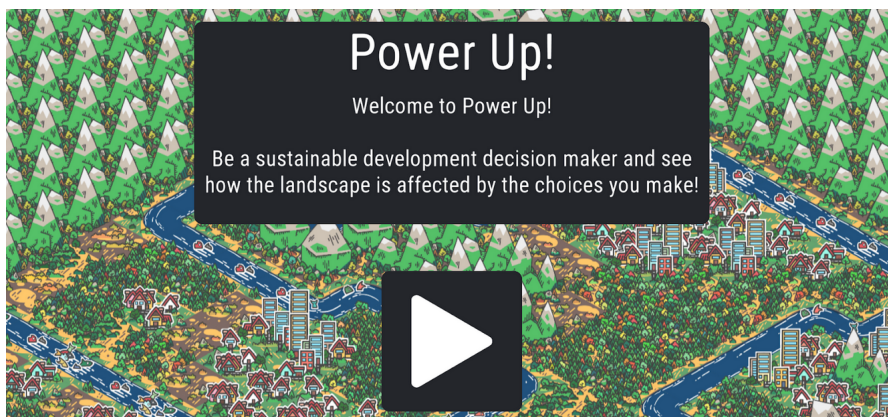 Power Up!
Welcome to Power Up!
Be a sustainable development decision maker and see
how the landscape is affected by the choices you make!